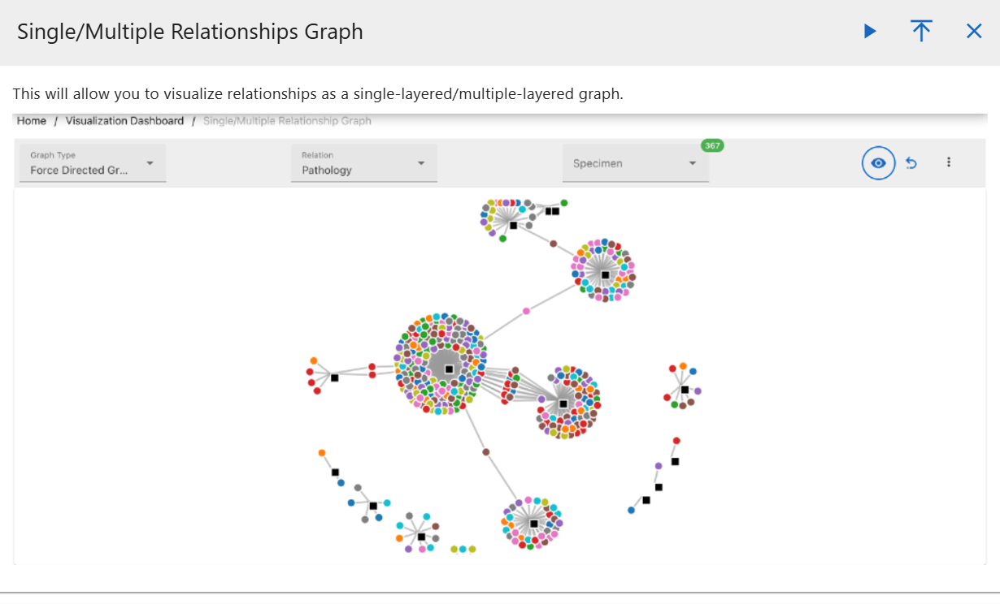 Single/Multiple Relationships Graph
This will allow you to visualize relationships as a single-layered/multiple-layered graph.
Home / Visualization Dashboard / Single/Multiple Relationship Graph
Graph Type
Force Directed Gr...
Relation
Pathology
Specimen
367